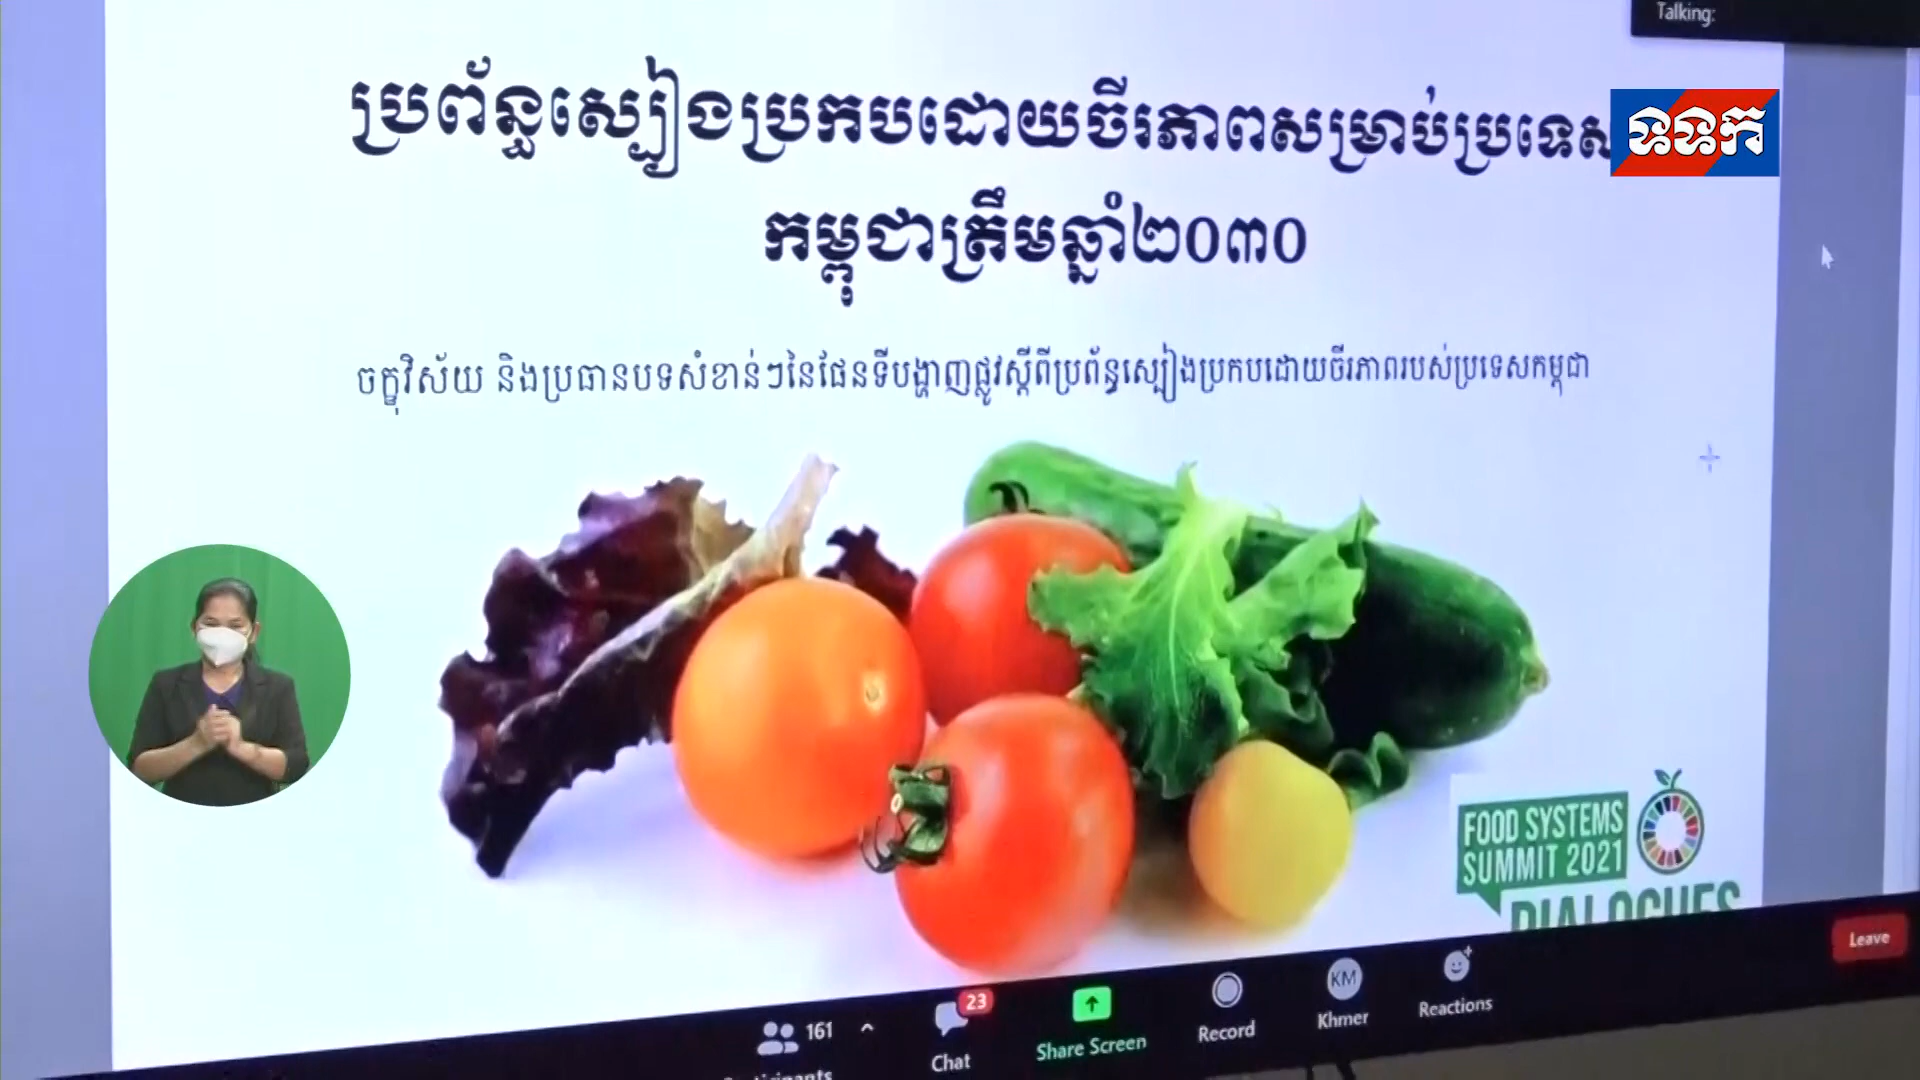 Talking:
ប្រព័ន្ធស្បៀងប្រកបដោយចីរភាពសម្រាប់ប្រទេស
ទទក
កម្ពុជាត្រឹមឆ្នាំ២០៣០
ចក្ខុវិស័យ និងប្រធានបទសំខាន់ៗនៃផែនទីបង្ហាញផ្លូវស្តីពីប្រព័ន្ធស្បៀងប្រកបដោយចីរភាពរបស់ប្រទេសកម្ពុជា
FOOD SYSTEMS
SUMMIT 2021
DIALOGUES
Leave
161
Participants
23
Chat
Share Screen
Record
KM
Khmer
Reactions